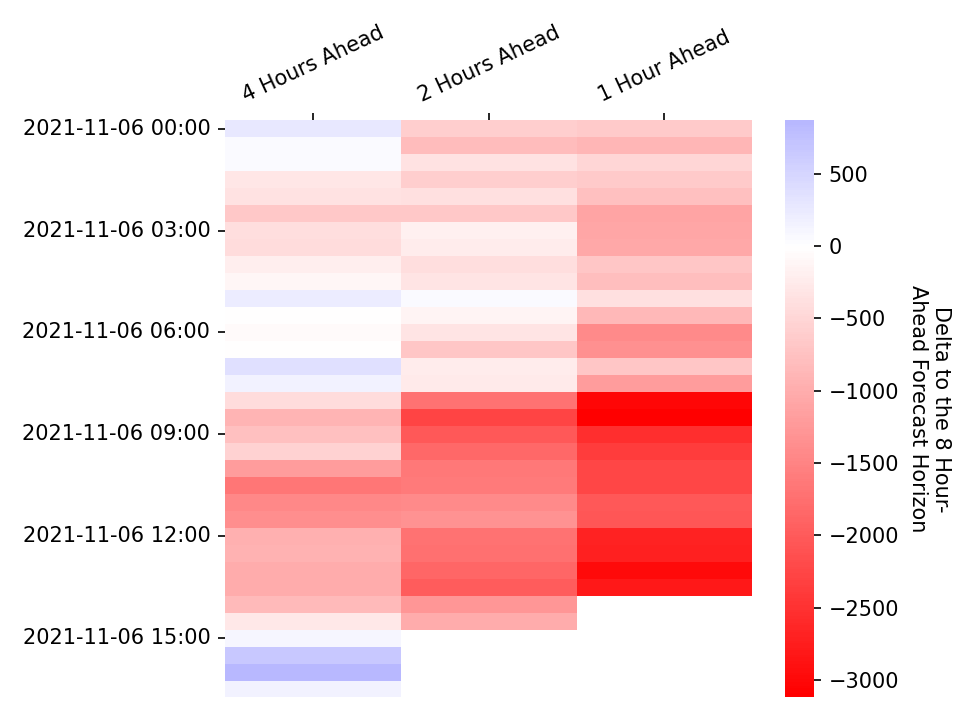 4 Hours Ahead
2 Hours Ahead
1 Hour Ahead
2021-11-06 00:00
2021-11-06 03:00
2021-11-06 06:00
2021-11-06 09:00
2021-11-06 12:00
2021-11-06 15:00
500
0
−500
−1000
−1500
−2000
−2500
−3000
Delta to the 8 Hour-
Ahead Forecast Horizon